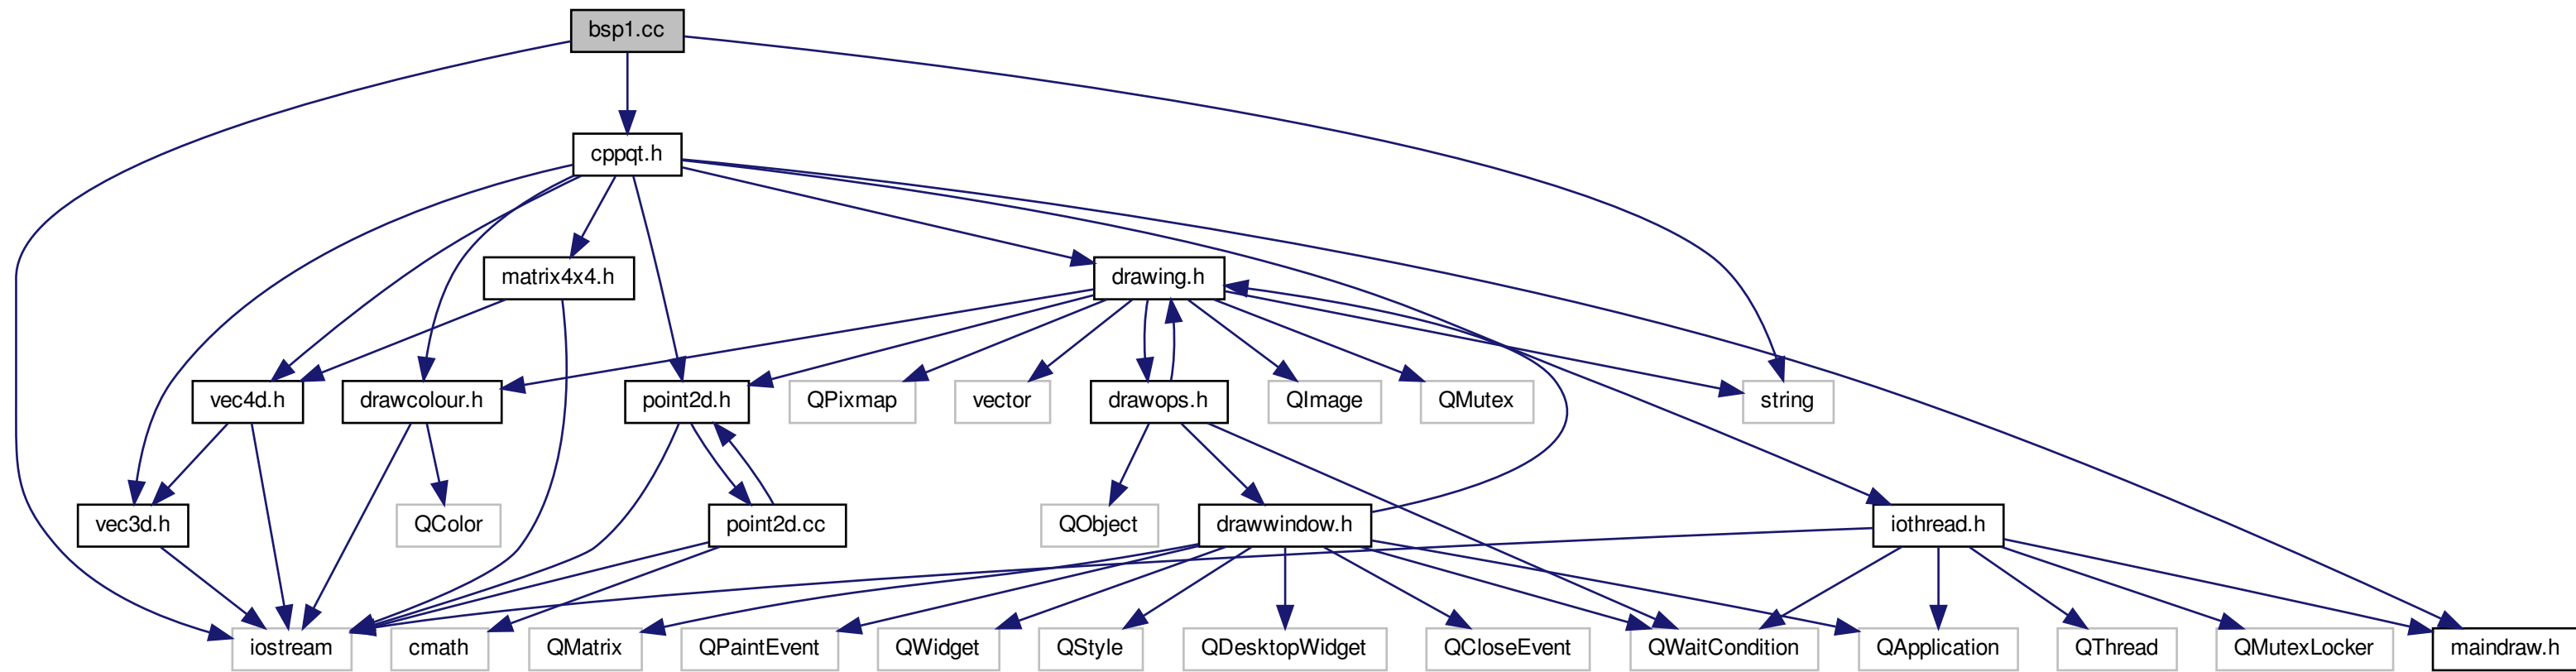 bsp1.cc
cppqt.h
matrix4x4.h
drawing.h
vec4d.h
drawcolour.h
point2d.h
QPixmap
vector
drawops.h
QImage
QMutex
string
vec3d.h
QColor
point2d.cc
QObject
drawwindow.h
iothread.h
iostream
cmath
QMatrix
QPaintEvent
QWidget
QStyle
QDesktopWidget
QCloseEvent
QWaitCondition
QApplication
QThread
QMutexLocker
maindraw.h